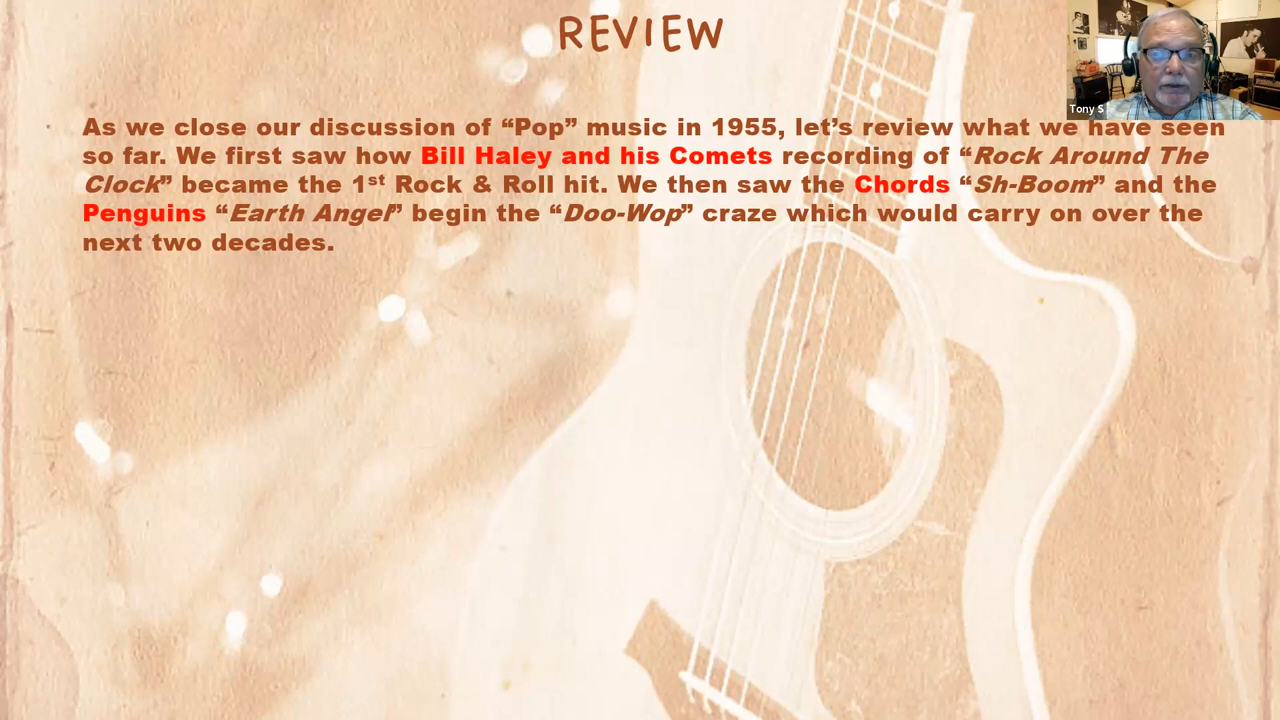 REVIEW
Tony S
As we close our discussion of “Pop” music in 1955, let’s review what we have seen
so far. We first saw how Bill Haley and his Comets recording of “Rock Around The
Clock” became the 1st Rock & Roll hit. We then saw the Chords “Sh-Boom” and the
Penguins “Earth Angel” begin the “Doo-Wop” craze which would carry on over the
next two decades.